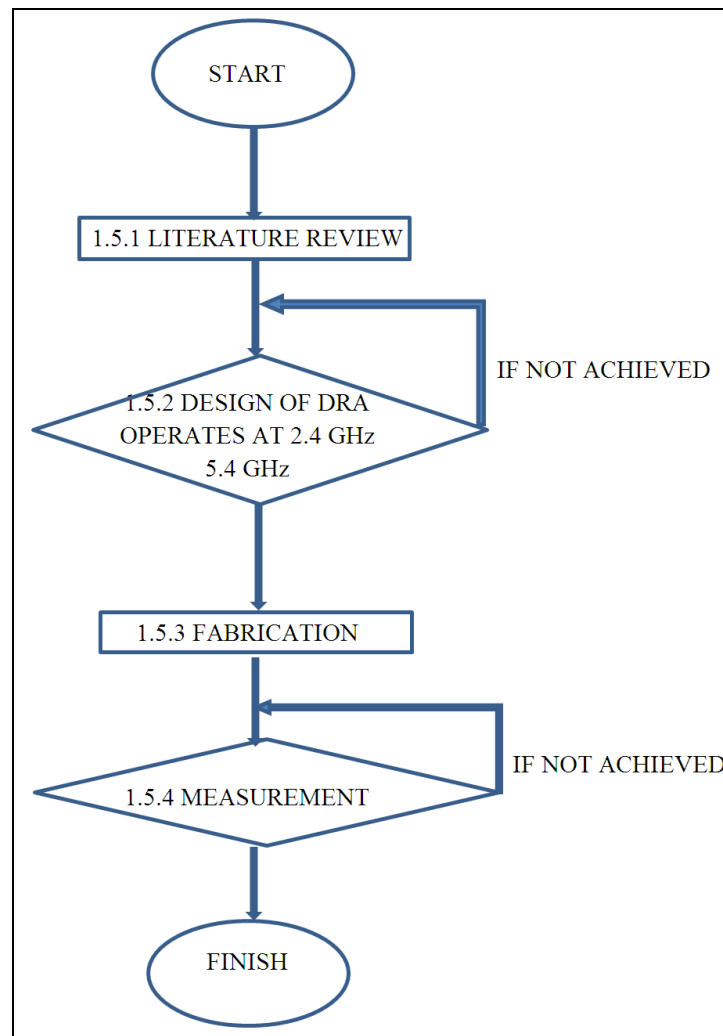 START
1.5.1 LITERATURE REVIEW
IF NOT ACHIEVED
1.5.2 DESIGN OF DRA
OPERATES AT 2.4 GHz
5.4 GHz
1.5.3 FABRICATION
IF NOT ACHIEVED
1.5.4 MEASUREMENT
FINISH